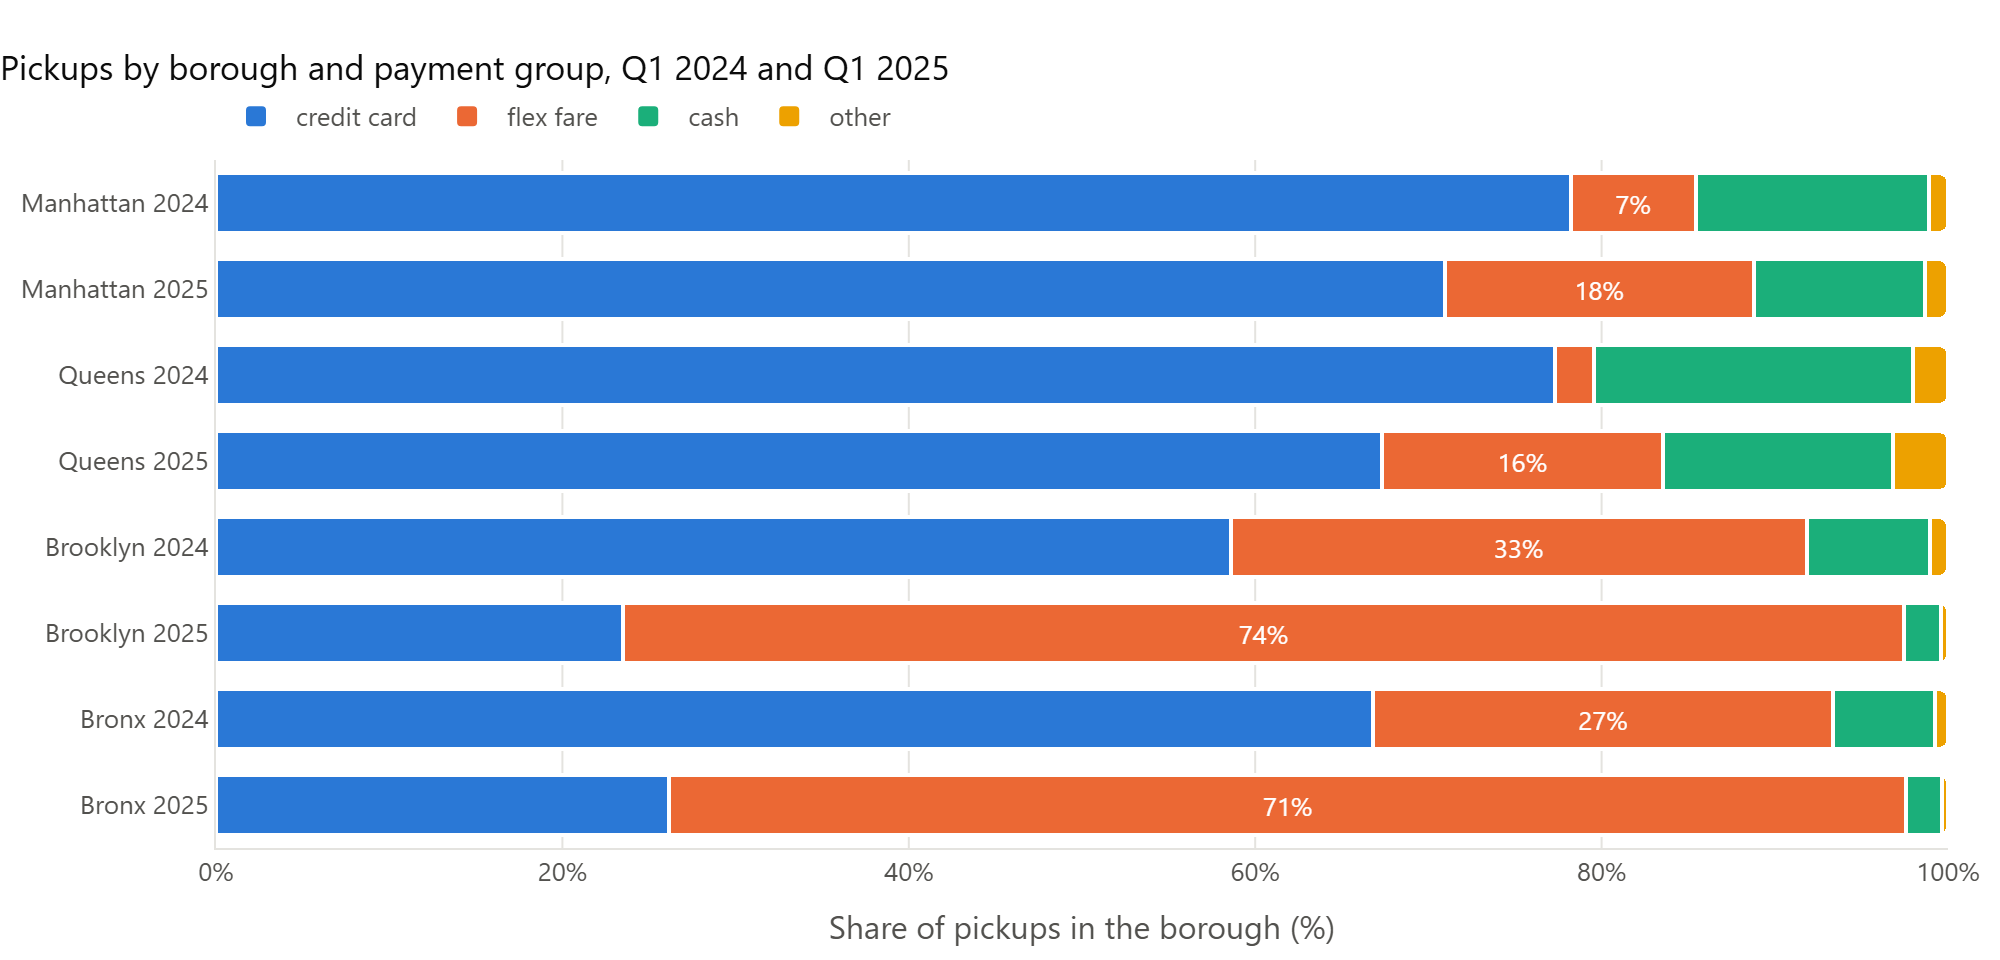 Pickups by borough and payment group, Q1 2024 and Q1 2025
credit card flex fare cash other
Manhattan 2024 7%
Manhattan 2025 18%
Queens 2024
Queens 2025 16%
Brooklyn 2024 33%
Brooklyn 2025 74%
Bronx 2024 27%
Bronx 2025 71%
0% 20% 40% 60% 80% 100%
Share of pickups in the borough (%)